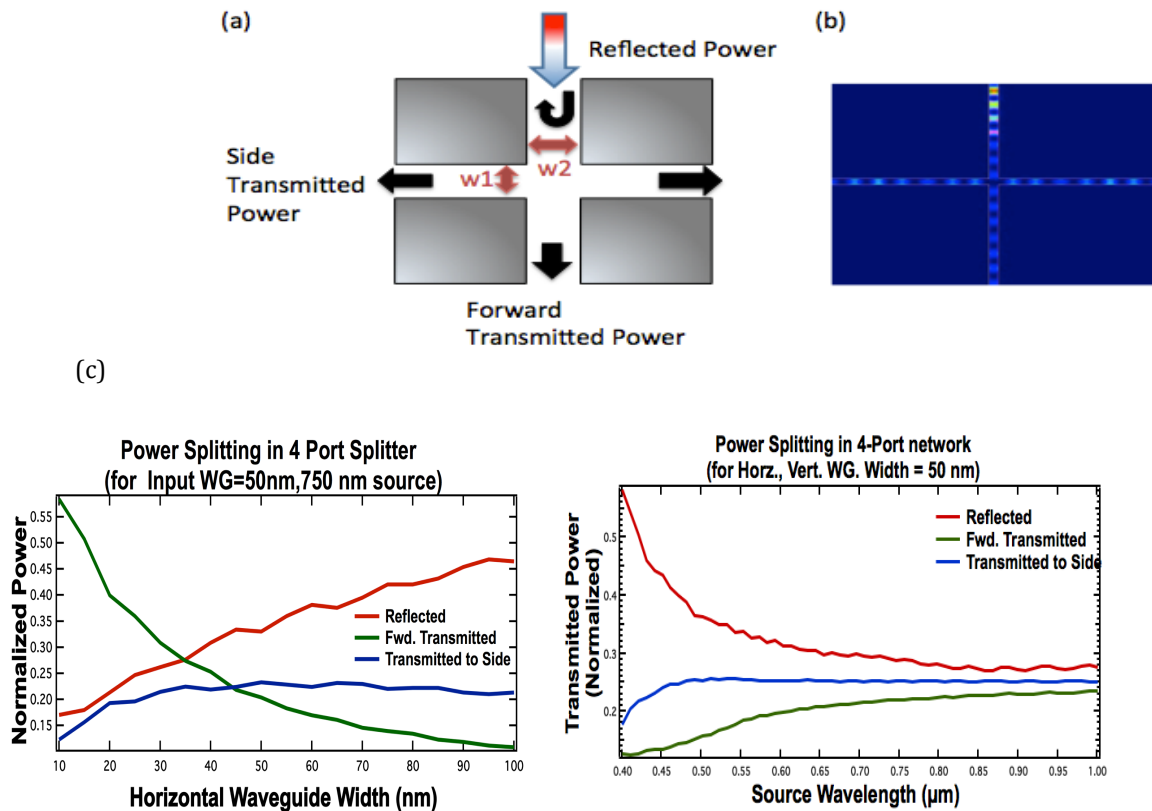 (a)
(b)
Reflected Power
Side
Transmitted
Power
w1
w2
Forward
Transmitted Power
(c)
Power Splitting in 4 Port Splitter
(for Input WG=50nm,750 nm source)
Normalized Power
0.55
0.50
0.45
0.40
0.35
0.30
0.25
0.20
0.15
Reflected
Fwd. Transmitted
Transmitted to Side
10 20 30 40 50 60 70 80 90 100
Horizontal Waveguide Width (nm)
Power Splitting in 4-Port network
(for Horz., Vert. WG. Width = 50 nm)
Transmitted Power
(Normalized)
0.5
0.4
0.3
0.2
Reflected
Fwd. Transmitted
Transmitted to Side
0.40 0.45 0.50 0.55 0.60 0.65 0.70 0.75 0.80 0.85 0.90 0.95 1.00
Source Wavelength (µm)